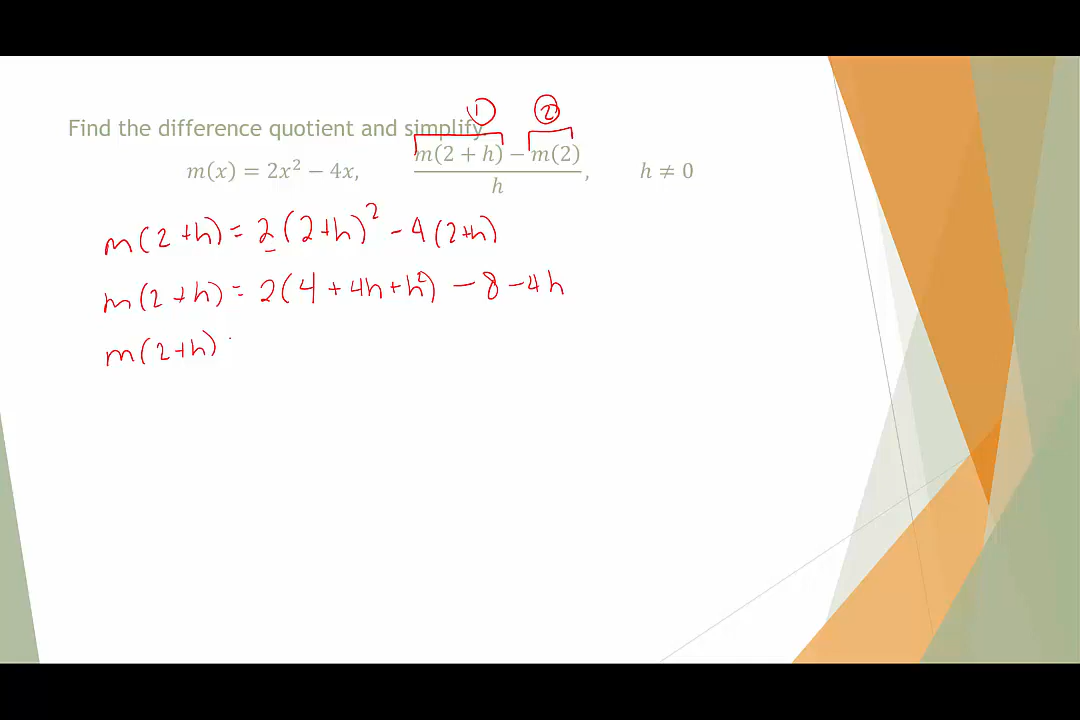 ① ②
Find the difference quotient and simplify.
m(x) = 2x² − 4x, \frac{m(2 + h) − m(2)}{h}, h ≠ 0
m(2+h) = 2(2+h)² - 4(2+h)
m(2+h) = 2(4+4h+h²) - 8 - 4h
m(2+h)